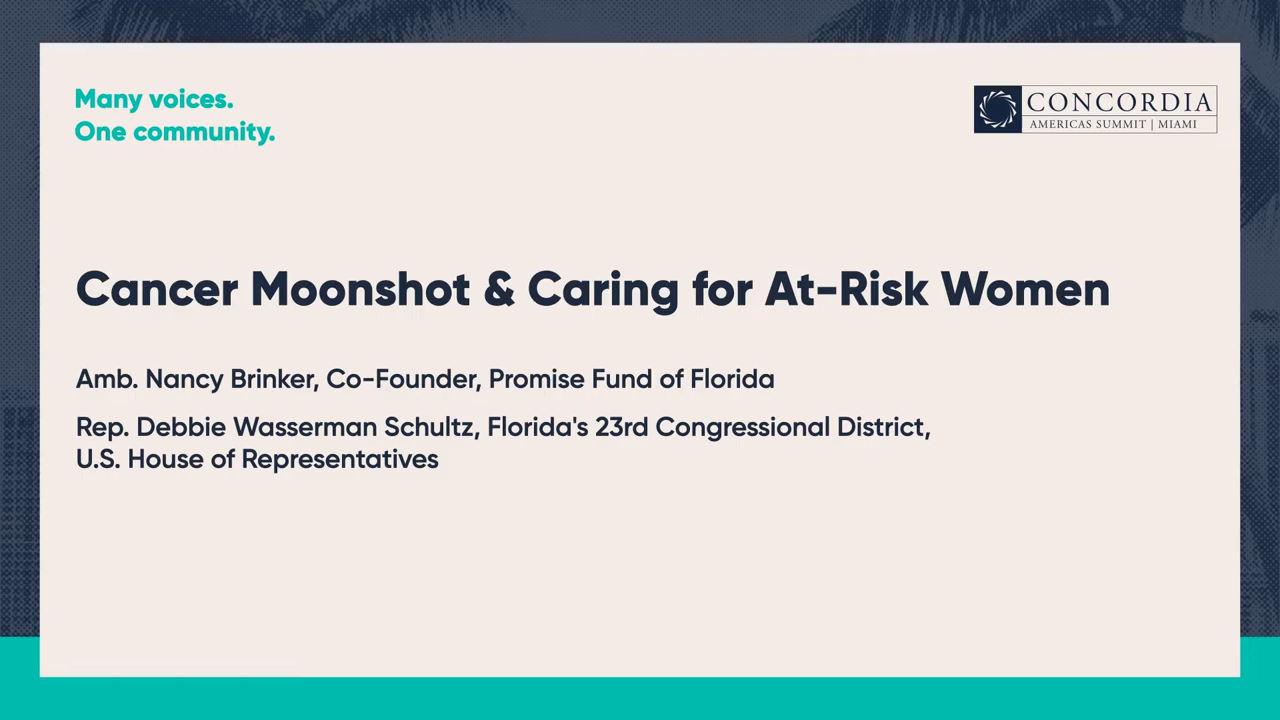 Many voices.
One community.
CONCORDIA
AMERICAS SUMMIT | MIAMI
Cancer Moonshot & Caring for At-Risk Women
Amb. Nancy Brinker, Co-Founder, Promise Fund of Florida
Rep. Debbie Wasserman Schultz, Florida's 23rd Congressional District,
U.S. House of Representatives